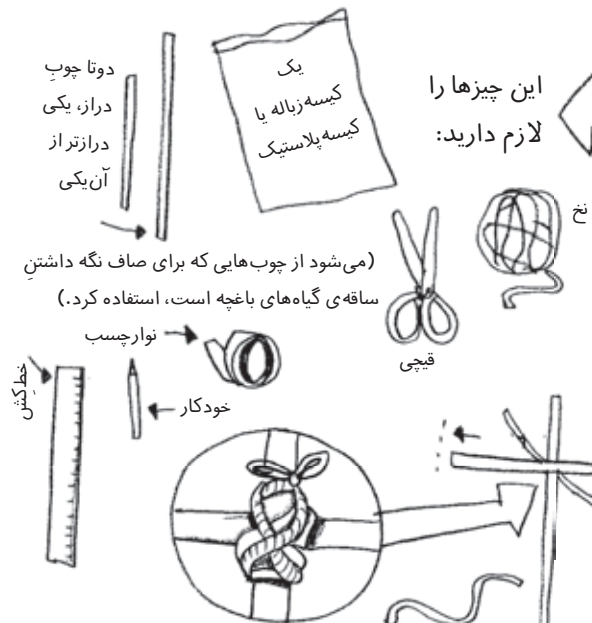 این چیزها را
لازم دارید:
یک
کیسه‌زباله یا
کیسه‌پلاستیک
دوتا چوبِ
دراز، یکی
درازتر از
آن‌یکی
نخ
(می‌شود از چوب‌هایی که برای صاف نگه داشتنِ
ساقه‌ی گیاه‌های باغچه است، استفاده کرد.)
قیچی
نوارچسب
خودکار
خط‌کِش